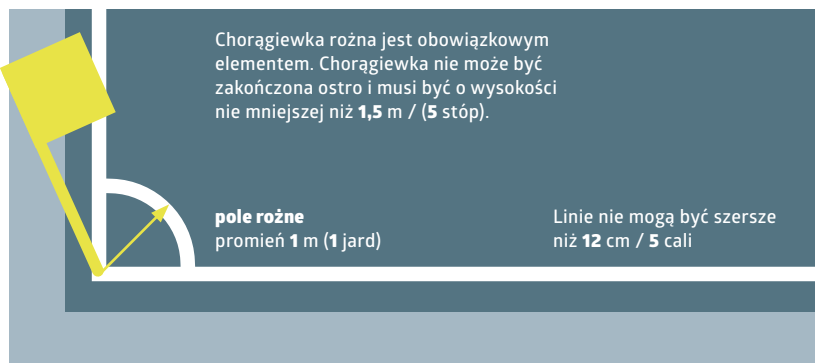 Chorągiewka rożna jest obowiązkowym
elementem. Chorągiewka nie może być
zakończona ostro i musi być o wysokości
nie mniejszej niż 1,5 m / (5 stóp).
pole rożne
promień 1 m (1 jard)
Linie nie mogą być szersze
niż 12 cm / 5 cali